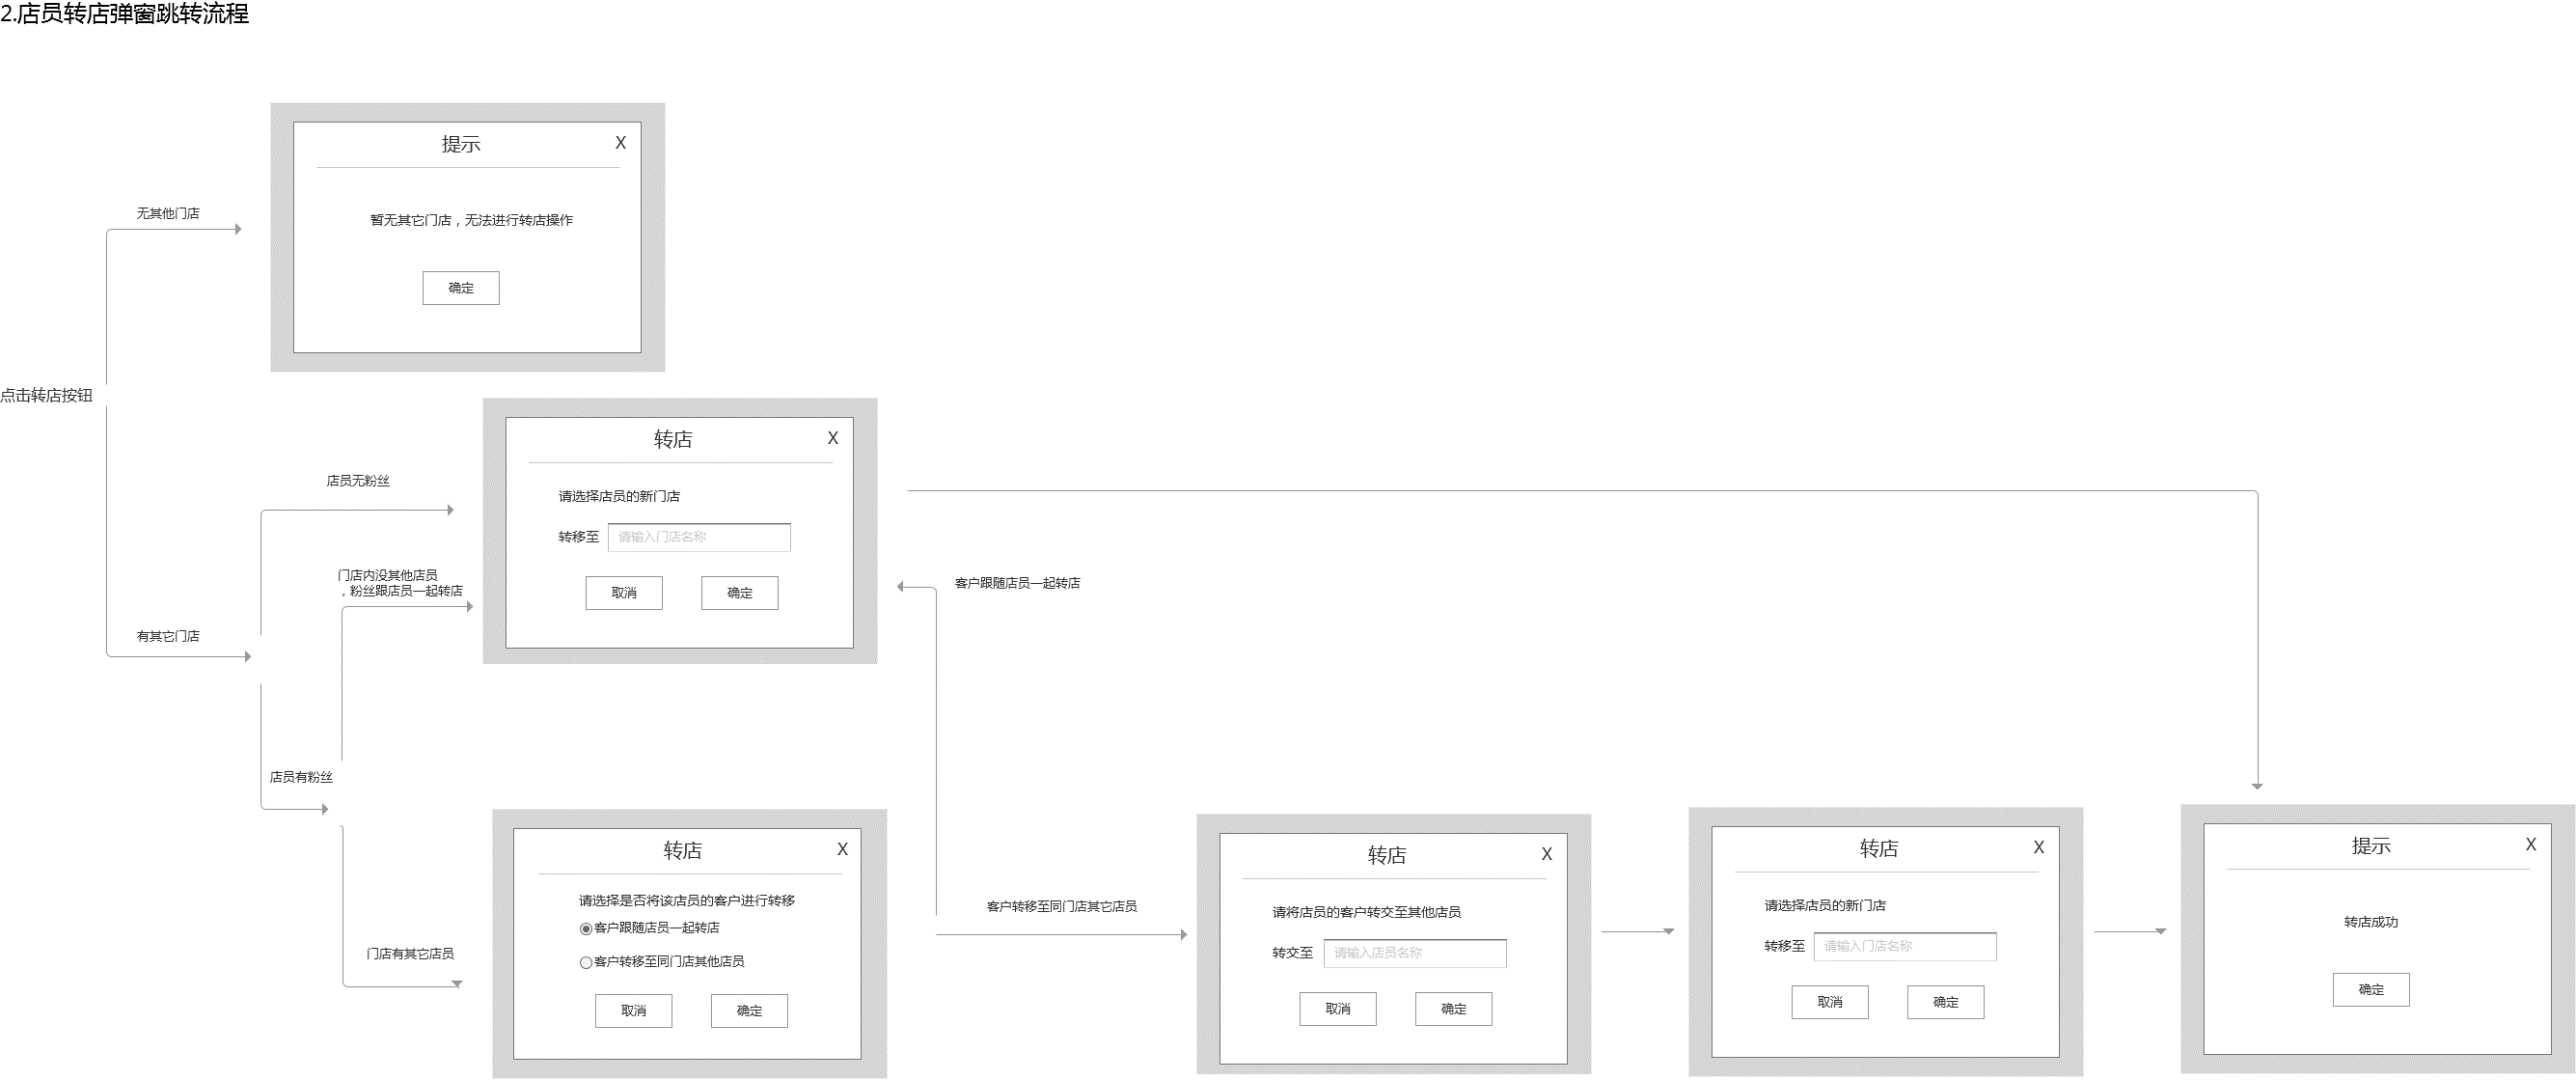 2.店员转店弹窗跳转流程
提示
X
无其他门店
暂无其它门店，无法进行转店操作
确定
点击转店按钮
转店
X
店员无粉丝
请选择店员的新门店
转移至
请输入门店名称
门店内没其他店员
，粉丝跟店员一起转店
取消
确定
客户跟随店员一起转店
有其它门店
店员有粉丝
转店
X
请选择是否将该店员的客户进行转移
客户跟随店员一起转店
门店有其它店员
客户转移至同门店其他店员
取消
确定
客户转移至同门店其它店员
转店
X
请将店员的客户转交至其他店员
转交至
请输入店员名称
取消
确定
转店
X
请选择店员的新门店
转移至
请输入门店名称
取消
确定
提示
X
转店成功
确定